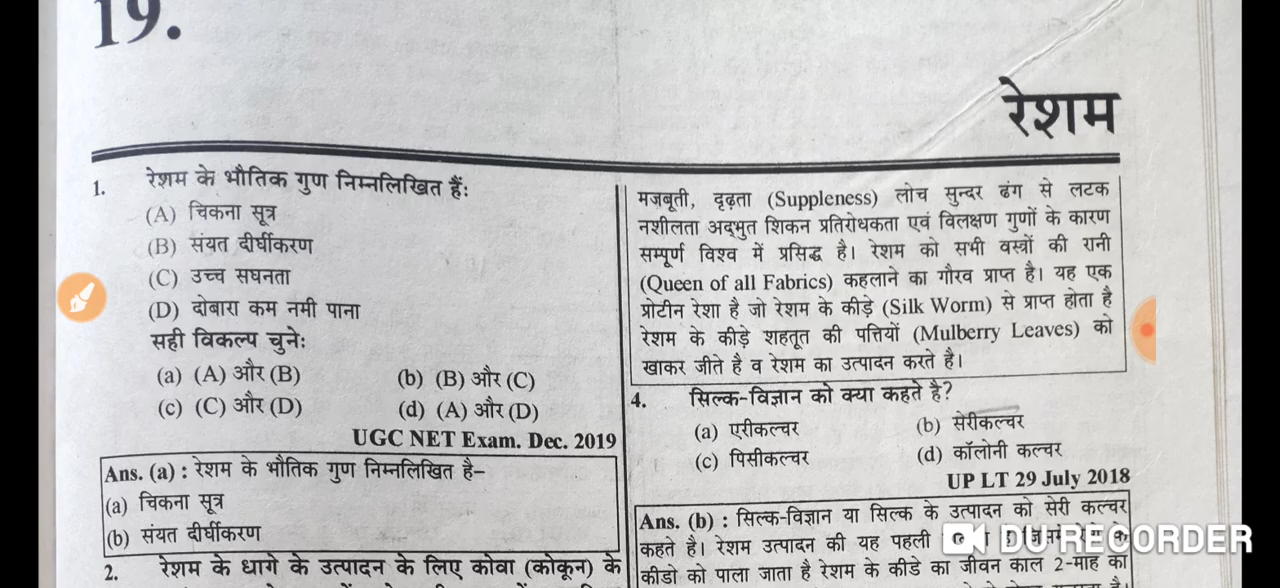 19.
रेशम
1. रेशम के भौतिक गुण निम्नलिखित हैं:
(A) चिकना सूत्र
(B) संयत दीर्घीकरण
(C) उच्च सघनता
(D) दोबारा कम नमी पाना
सही विकल्प चुने:
(a) (A) और (B) (b) (B) और (C)
(c) (C) और (D) (d) (A) और (D)
UGC NET Exam. Dec. 2019
Ans. (a) : रेशम के भौतिक गुण निम्नलिखित है–
(a) चिकना सूत्र
(b) संयत दीर्घीकरण
2. रेशम के धागे के उत्पादन के लिए कोवा (कोकून) के
मज़बूती, दृढ़ता (Suppleness) लोच सुन्दर ढंग से लटक
नशीलता अद्भुत शिकन प्रतिरोधकता एवं विलक्षण गुणों के कारण
सम्पूर्ण विश्व में प्रसिद्ध है। रेशम को सभी वस्त्रों की रानी
(Queen of all Fabrics) कहलाने का गौरव प्राप्त है। यह एक
प्रोटीन रेशा है जो रेशम के कीड़े (Silk Worm) से प्राप्त होता है
रेशम के कीड़े शहतूत की पत्तियों (Mulberry Leaves) को
खाकर जीते है व रेशम का उत्पादन करते है।
4. सिल्क-विज्ञान को क्या कहते है?
(a) एरीकल्चर (b) सेरीकल्चर
(c) पिसीकल्चर (d) कॉलोनी कल्चर
UP LT 29 July 2018
Ans. (b) : सिल्क-विज्ञान या सिल्क के उत्पादन को सेरी कल्चर
कहते है। रेशम उत्पादन की यह पहली
कीडो को पाला जाता है रेशम के कीडे का जीवन काल 2-माह का
DU RECORDER